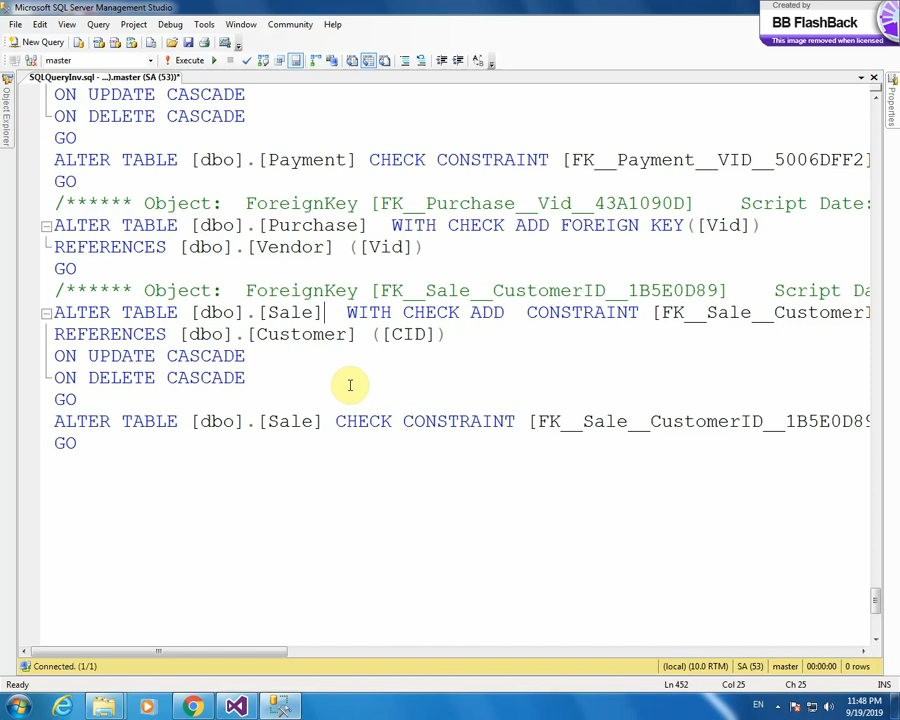 Microsoft SQL Server Management Studio
Created by
BB FlashBack
This image removed when licensed
File Edit View Query Project Debug Tools Window Community Help
New Query
master Execute
SQLQueryInv.sql - ...).master (SA (53))*
Object Explorer
Properties
ON UPDATE CASCADE
ON DELETE CASCADE
GO
ALTER TABLE [dbo].[Payment] CHECK CONSTRAINT [FK__Payment__VID__5006DFF2]
GO
/****** Object: ForeignKey [FK__Purchase__Vid__43A1090D] Script Date:
ALTER TABLE [dbo].[Purchase] WITH CHECK ADD FOREIGN KEY([Vid])
REFERENCES [dbo].[Vendor] ([Vid])
GO
/****** Object: ForeignKey [FK__Sale__CustomerID__1B5E0D89] Script Da
ALTER TABLE [dbo].[Sale] WITH CHECK ADD CONSTRAINT [FK__Sale__CustomerI
REFERENCES [dbo].[Customer] ([CID])
ON UPDATE CASCADE
ON DELETE CASCADE
GO
ALTER TABLE [dbo].[Sale] CHECK CONSTRAINT [FK__Sale__CustomerID__1B5E0D89
GO
Connected. (1/1) (local) (10.0 RTM) SA (53) master 00:00:00 0 rows
Ready Ln 452 Col 25 Ch 25 INS
EN 11:48 PM
9/19/2019